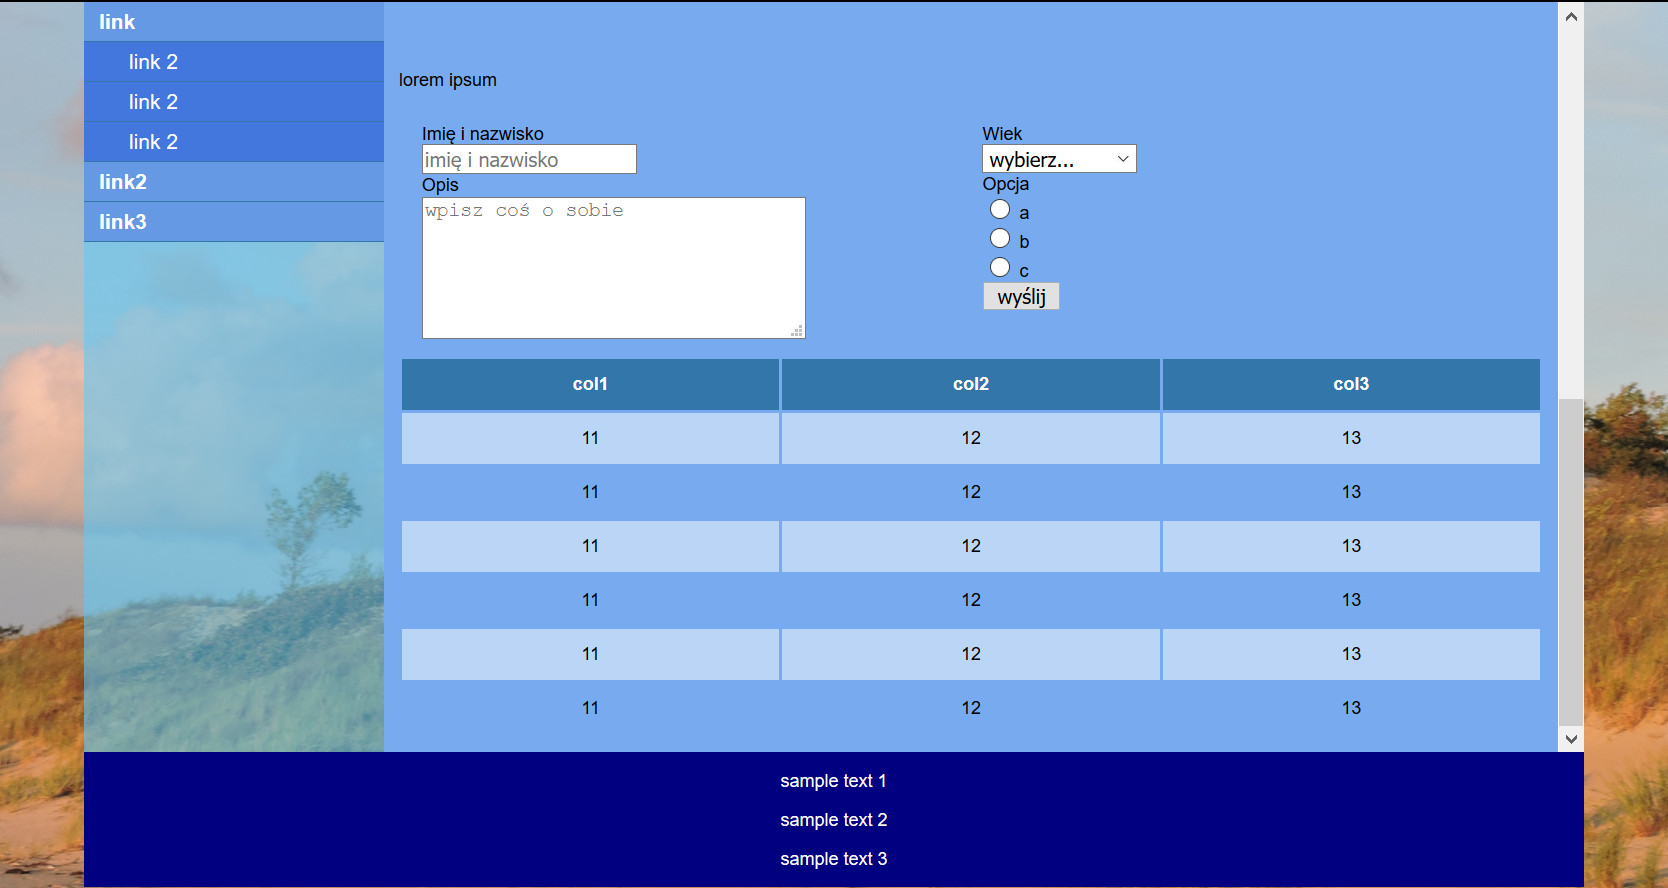 link
link 2
link 2
link 2
link2
link3
lorem ipsum
Imię i nazwisko
imię i nazwisko
Opis
wpisz coś o sobie
Wiek
wybierz...
Opcja
a
b
c
wyślij
col1 col2 col3
11 12 13
11 12 13
11 12 13
11 12 13
11 12 13
11 12 13
sample text 1
sample text 2
sample text 3